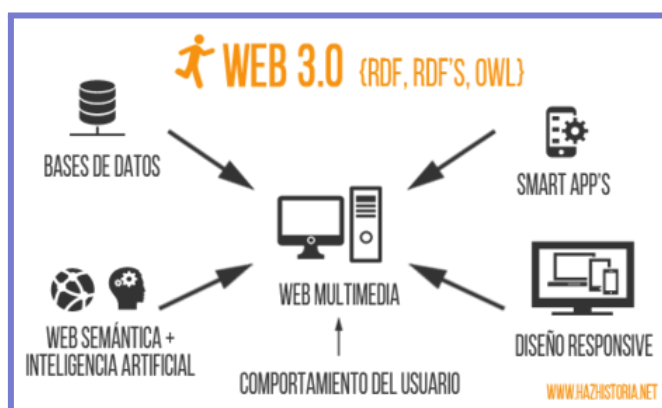 WEB 3.0 {RDF, RDF'S, OWL}
BASES DE DATOS
SMART APP'S
WEB MULTIMEDIA
WEB SEMÁNTICA +
INTELIGENCIA ARTIFICIAL
DISEÑO RESPONSIVE
COMPORTAMIENTO DEL USUARIO
WWW.HAZHISTORIA.NET